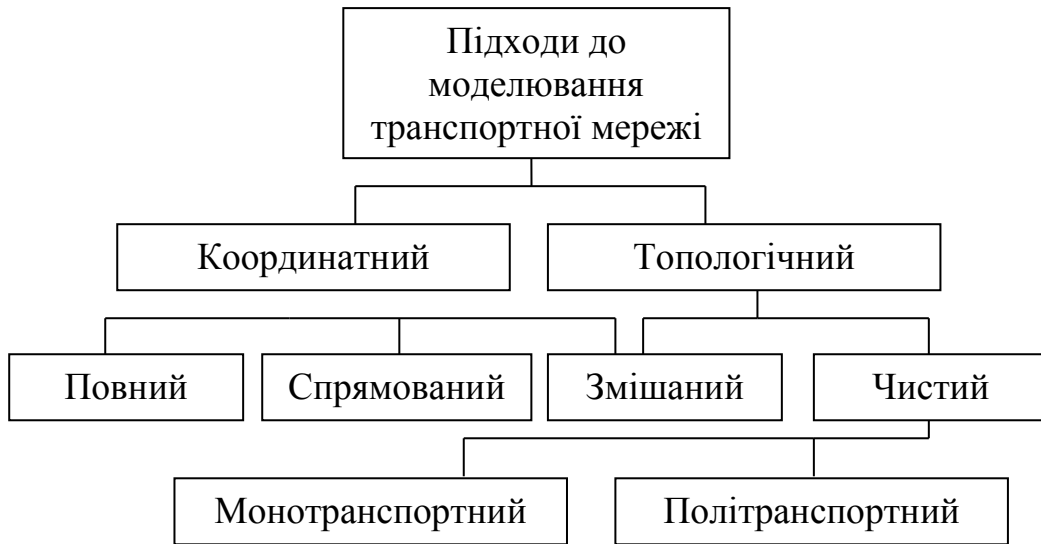 Підходи до
моделювання
транспортної мережі
Координатний
Топологічний
Повний
Спрямований
Змішаний
Чистий
Монотранспортний
Політранспортний